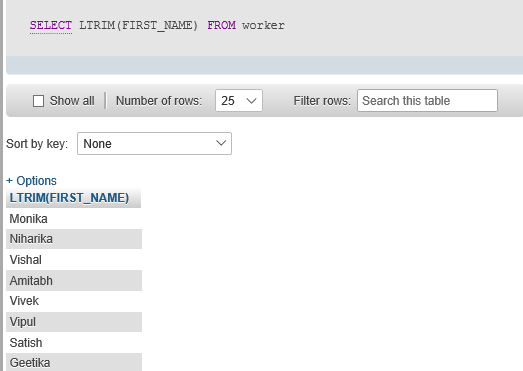 SELECT LTRIM(FIRST_NAME) FROM worker
Show all Number of rows: 25 Filter rows: Search this table
Sort by key: None
+ Options
LTRIM(FIRST_NAME)
Monika
Niharika
Vishal
Amitabh
Vivek
Vipul
Satish
Geetika